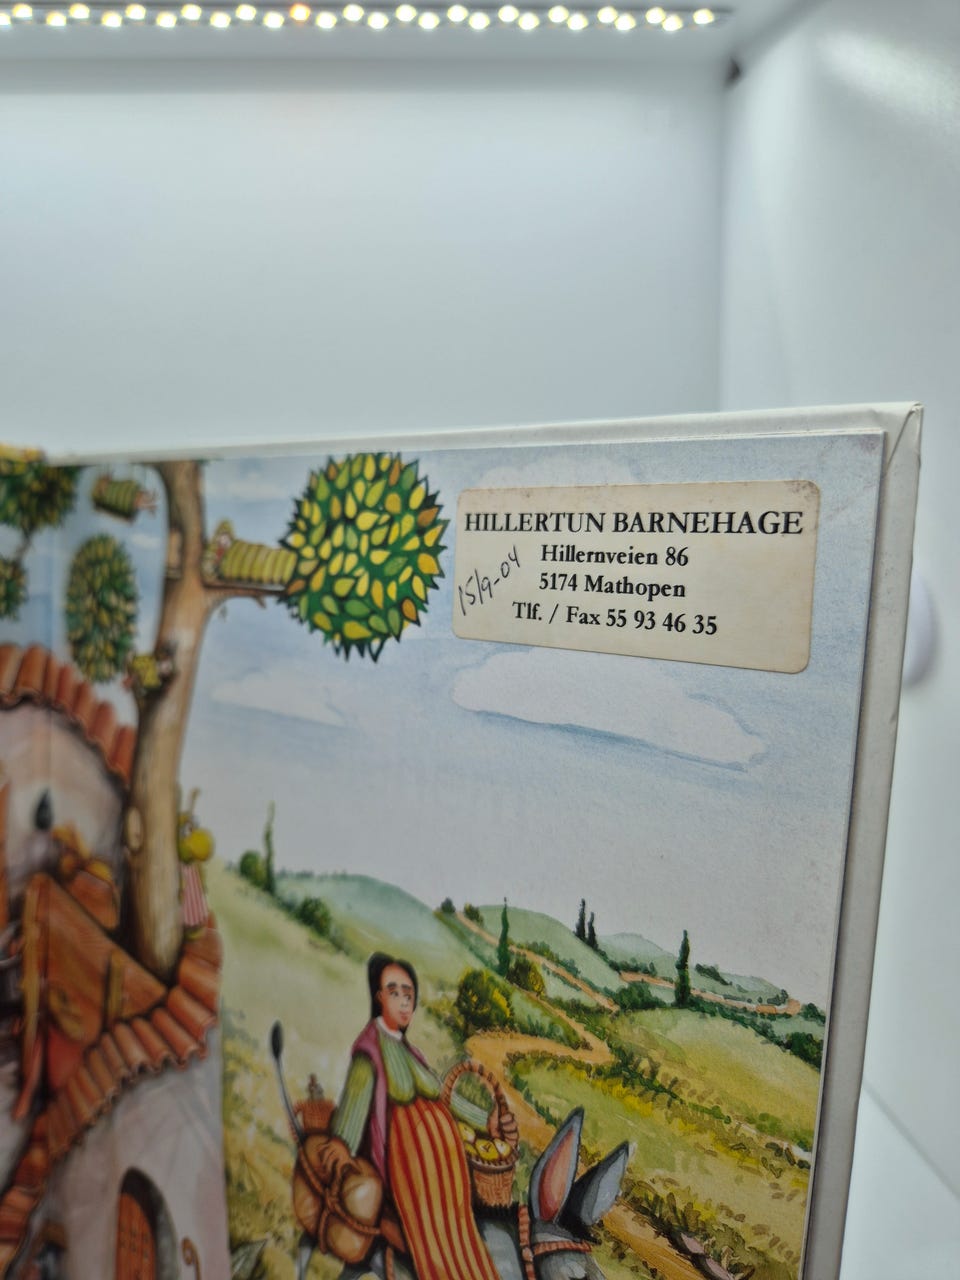 HILLERTUN BARNEHAGE
Hillernveien 86
5174 Mathopen
Tlf. / Fax 55 93 46 35
15/9-04